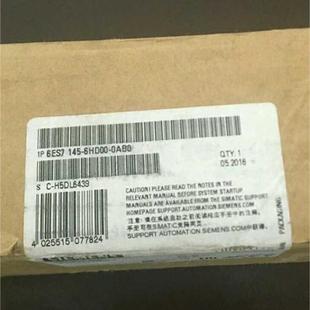 1P 6ES7 145-6HD00-0AB0
QTY. 1
05.2016
S C-H5DL6439
CAUTION! PLEASE READ THE NOTES IN THE
RELEVANT MANUAL BEFORE SYSTEM STARTUP
MANUALS ARE AVAILABLE FROM THE SIMATIC SUPPORT
HOMEPAGE SUPPORT.AUTOMATION.SIEMENS.COM
SUPPORT.AUTOMATION.SIEMENS.COM
4 025515 077824
PACKAGING